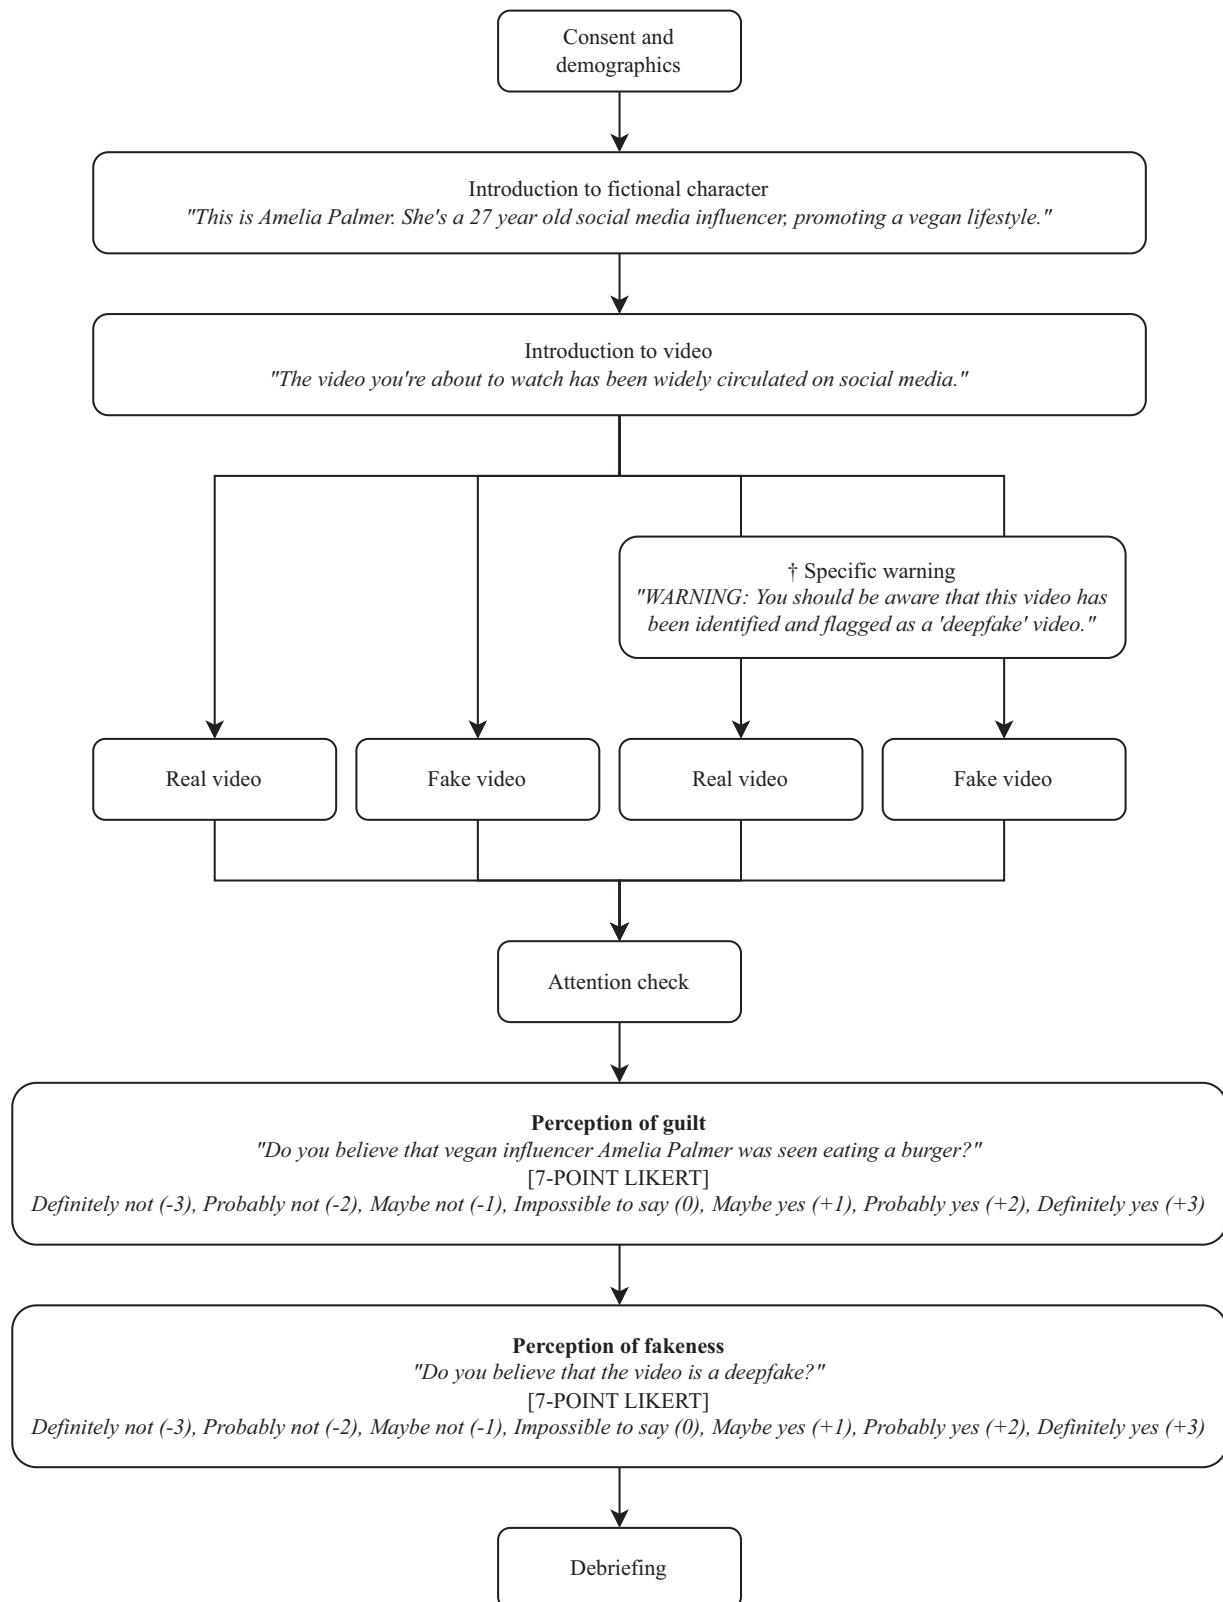 Consent and
demographics
Introduction to fictional character
"This is Amelia Palmer. She's a 27 year old social media influencer, promoting a vegan lifestyle."
Introduction to video
"The video you're about to watch has been widely circulated on social media."
† Specific warning
"WARNING: You should be aware that this video has
been identified and flagged as a 'deepfake' video."
Real video
Fake video
Real video
Fake video
Attention check
Perception of guilt
"Do you believe that vegan influencer Amelia Palmer was seen eating a burger?"
[7-POINT LIKERT]
Definitely not (-3), Probably not (-2), Maybe not (-1), Impossible to say (0), Maybe yes (+1), Probably yes (+2), Definitely yes (+3)
Perception of fakeness
"Do you believe that the video is a deepfake?"
[7-POINT LIKERT]
Definitely not (-3), Probably not (-2), Maybe not (-1), Impossible to say (0), Maybe yes (+1), Probably yes (+2), Definitely yes (+3)
Debriefing